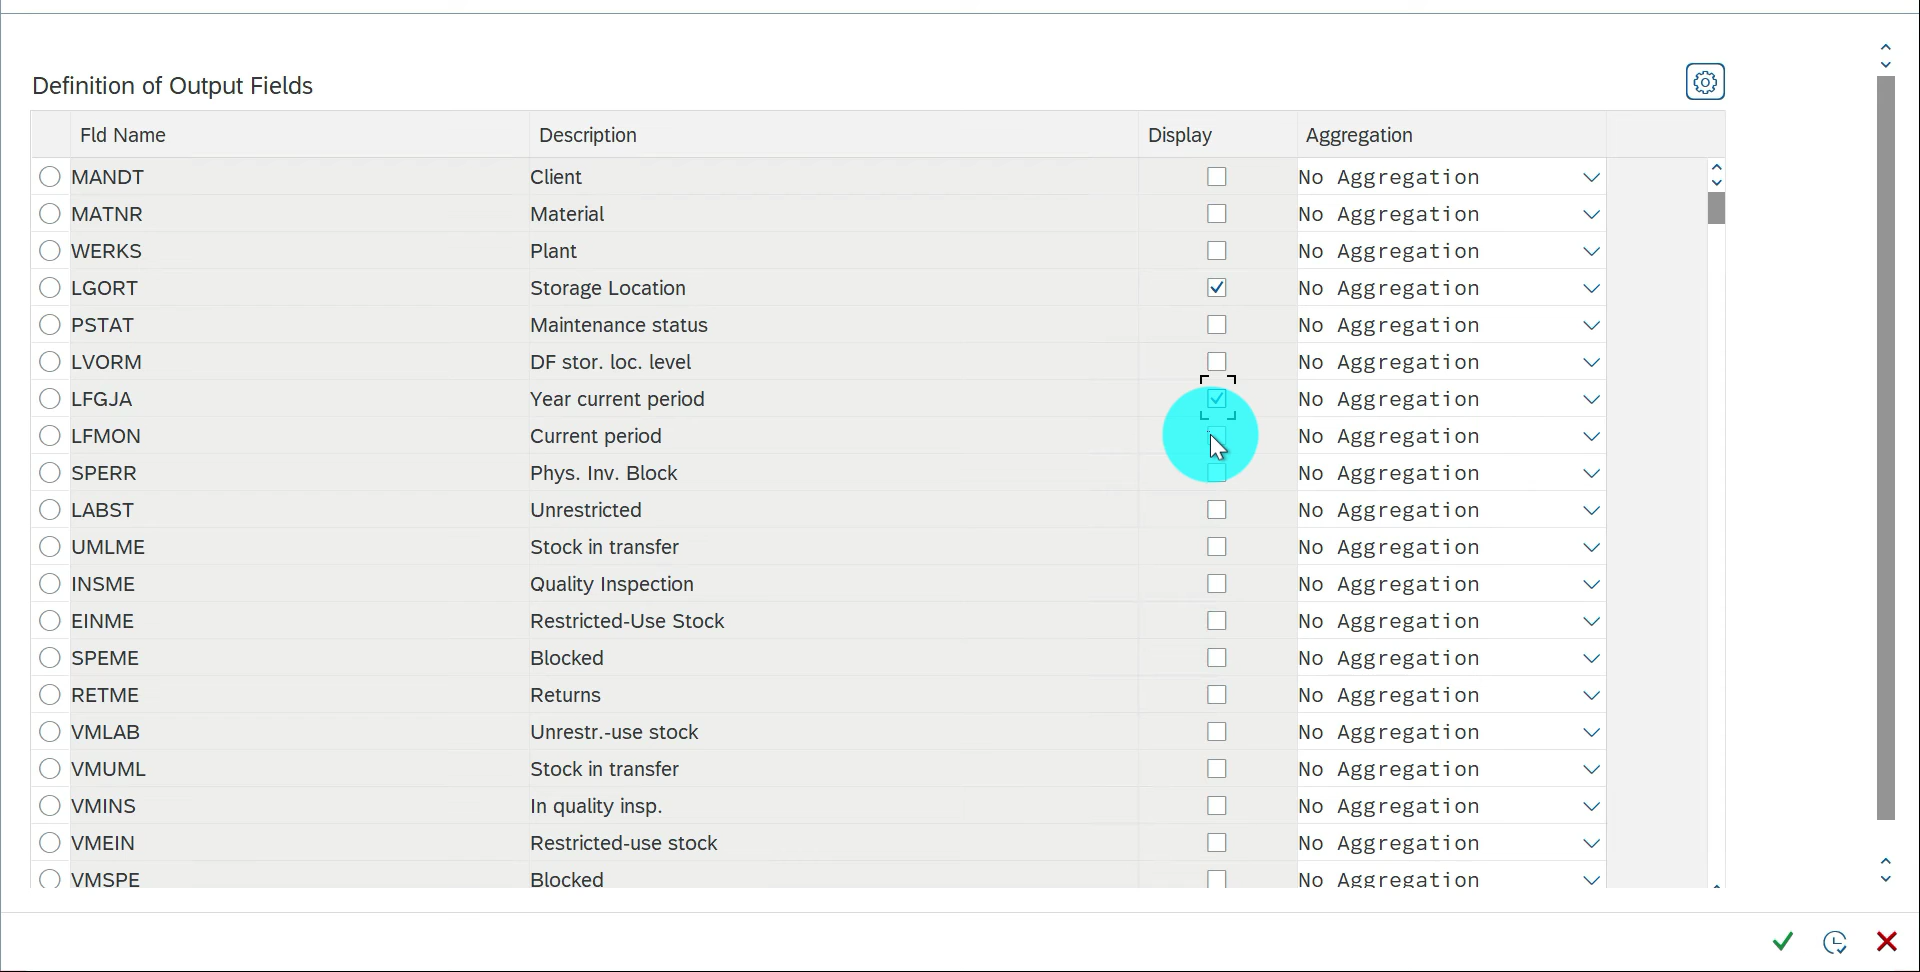 Definition of Output Fields
Fld Name Description Display Aggregation
MANDT Client No Aggregation
MATNR Material No Aggregation
WERKS Plant No Aggregation
LGORT Storage Location No Aggregation
PSTAT Maintenance status No Aggregation
LVORM DF stor. loc. level No Aggregation
LFGJA Year current period No Aggregation
LFMON Current period No Aggregation
SPERR Phys. Inv. Block No Aggregation
LABST Unrestricted No Aggregation
UMLME Stock in transfer No Aggregation
INSME Quality Inspection No Aggregation
EINME Restricted-Use Stock No Aggregation
SPEME Blocked No Aggregation
RETME Returns No Aggregation
VMLAB Unrestr.-use stock No Aggregation
VMUML Stock in transfer No Aggregation
VMINS In quality insp. No Aggregation
VMEIN Restricted-use stock No Aggregation
VMSPE Blocked No Aggregation